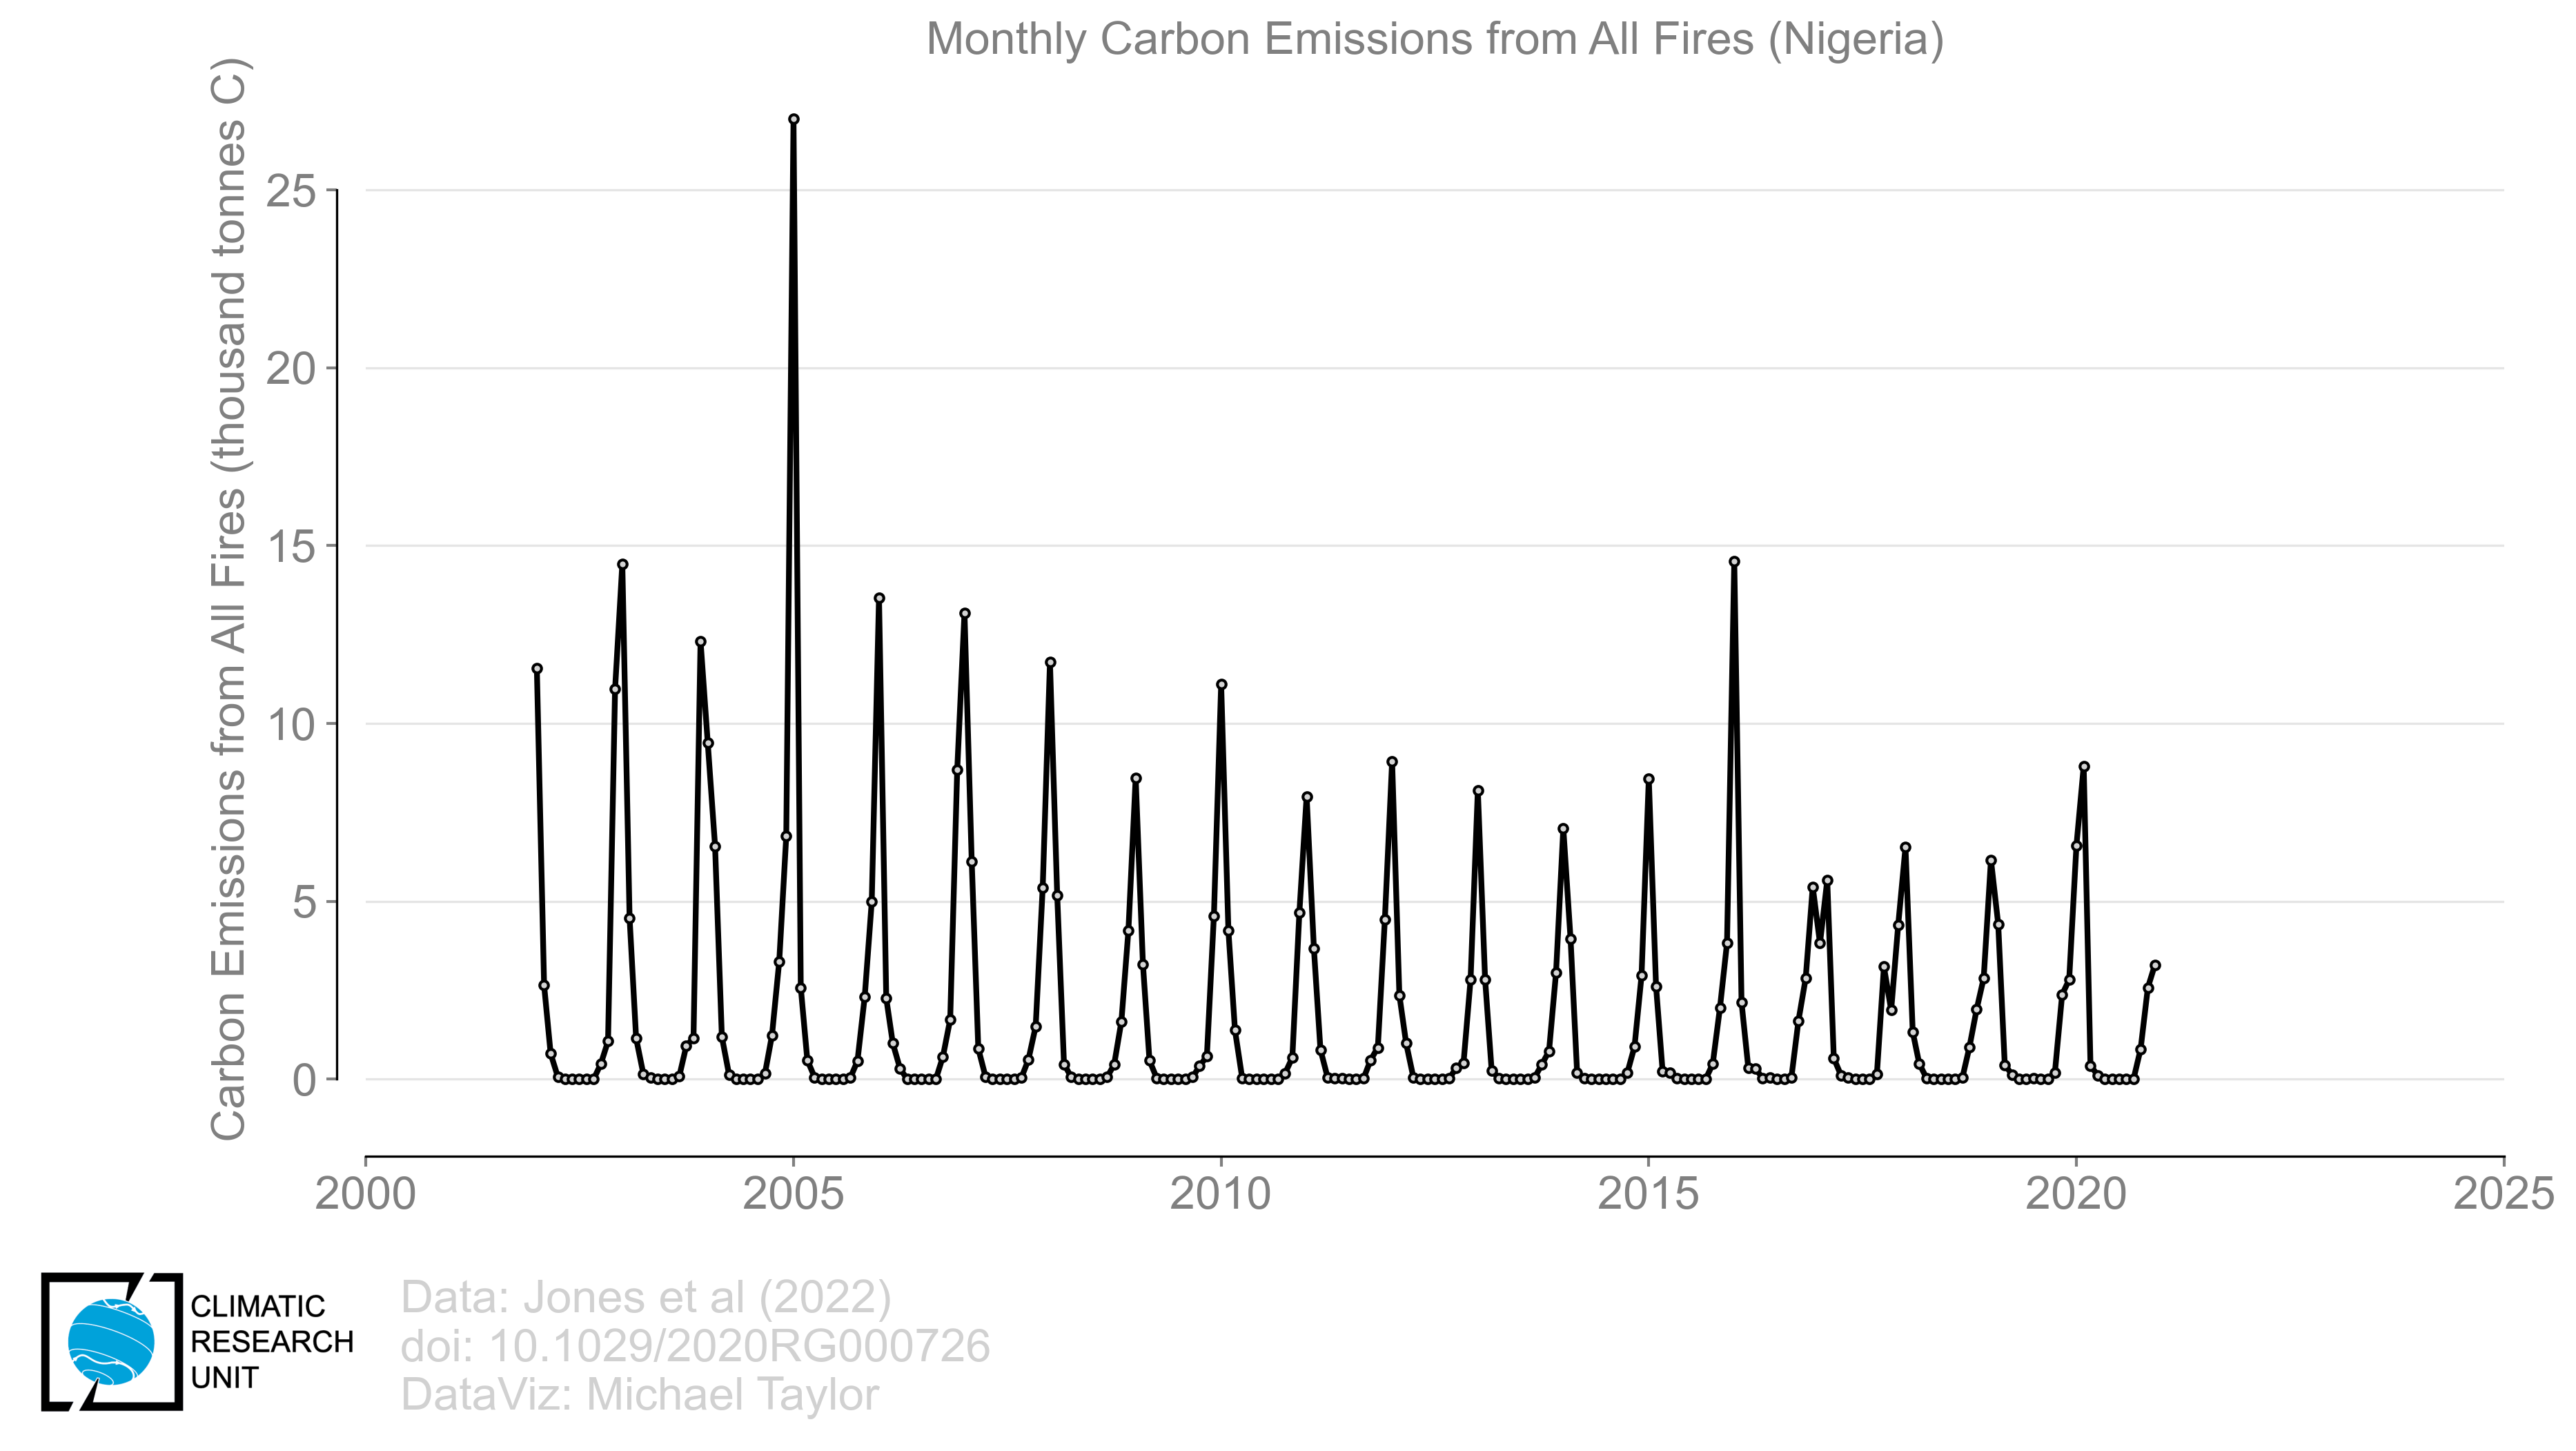 Monthly Carbon Emissions from All Fires (Nigeria)
Carbon Emissions from All Fires (thousand tonnes C)
25
20
15
10
5
0
2000
2005
2010
2015
2020
2025
CLIMATIC
RESEARCH
UNIT
Data: Jones et al (2022)
doi: 10.1029/2020RG000726
DataViz: Michael Taylor